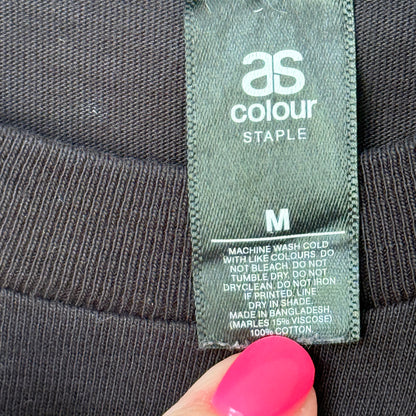 as
colour
STAPLE
M
MACHINE WASH COLD
WITH LIKE COLOURS. DO
NOT BLEACH. DO NOT
TUMBLE DRY. DO NOT
DRYCLEAN. DO NOT IRON
IF PRINTED. LINE
DRY IN SHADE.
MADE IN BANGLADESH
(MARLES 15% VISCOSE)
100% COTTON